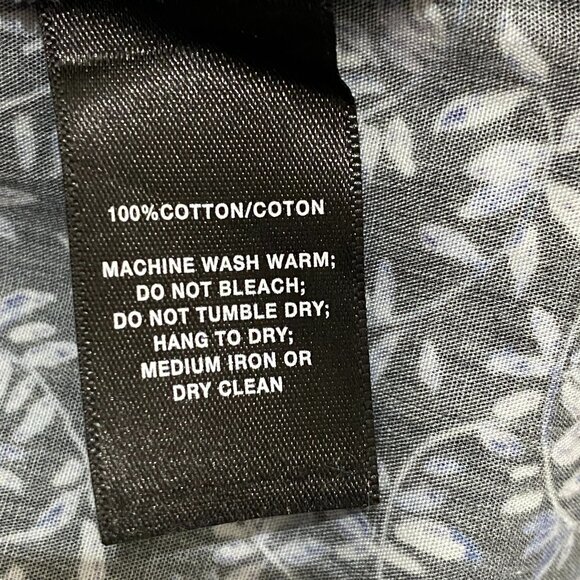 100%COTTON/COTON
MACHINE WASH WARM;
DO NOT BLEACH;
DO NOT TUMBLE DRY;
HANG TO DRY;
MEDIUM IRON OR
DRY CLEAN